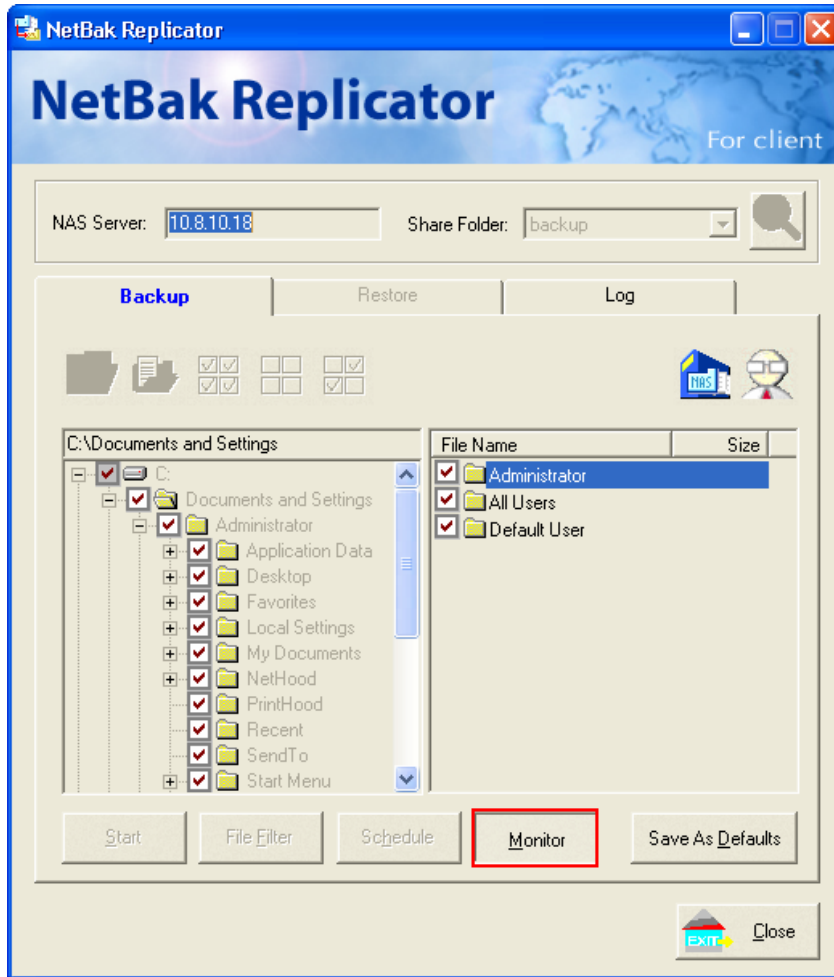 NetBak Replicator
NetBak Replicator
For client
NAS Server: 10.8.10.18 Share Folder: backup
Backup Restore Log
NAS
C:\Documents and Settings
C:
Documents and Settings
Administrator
Application Data
Desktop
Favorites
Local Settings
My Documents
NetHood
PrintHood
Recent
SendTo
Start Menu
File Name Size
Administrator
All Users
Default User
Start File Filter Schedule Monitor Save As Defaults
EXIT Close